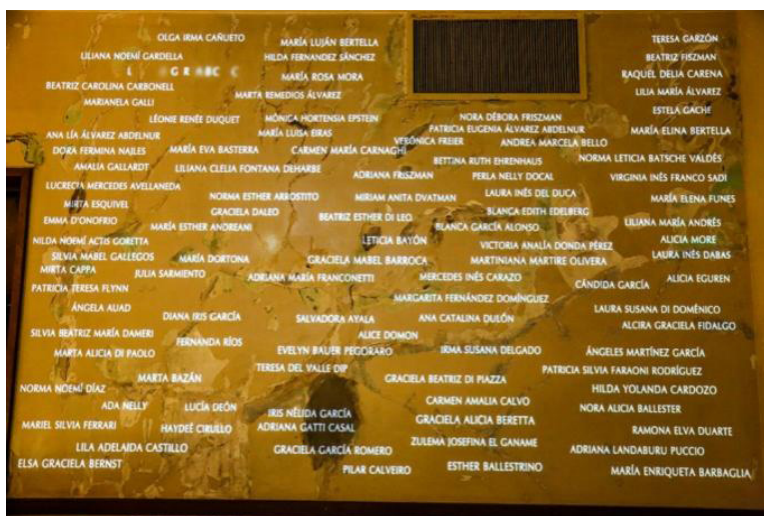 OLGA IRMA CAÑUETO
MARÍA LUJÁN BERTELLA
TERESA GARZÓN
LILIANA NOEMÍ GARDELLA
HILDA FERNANDEZ SÁNCHEZ
BEATRIZ FISZMAN
MARÍA ROSA MORA
RAQUEL DELIA CARENA
BEATRIZ CAROLINA CARBONELL
MARTA REMEDIOS ÁLVAREZ
LILIA MARÍA ÁLVAREZ
MARIANELA GALLI
ESTELA GACHE
LÉONIE RENÉE DUQUET
MÓNICA HORTENSIA EPSTEIN
NORA DÉBORA FRISZMAN
ANA LÍA ÁLVAREZ ABDELNUR
MARÍA LUISA EIRAS
PATRICIA EUGENIA ÁLVAREZ ABDELNUR
MARÍA ELINA BERTELLA
VERÓNICA FREIER
ANDREA MARCELA BELLO
DORA FERMINA NAILES
MARÍA EVA BASTERRA
CARMEN MARÍA CARNAGHI
BETTINA RUTH EHRENHAUS
NORMA LETICIA BATSCHE VALDÉS
AMALIA GALLARDT
LILIANA CLELIA FONTANA DEHARBE
ADRIANA FRISZMAN
PERLA NELLY DOCAL
VIRGINIA INÉS FRANCO SADI
LUCRECIA MERCEDES AVELLANEDA
NORMA ESTHER ARROSTITO
MIRIAM ANITA DVATMAN
LAURA INÉS DEL DUCA
MARÍA ELENA FUNES
MIRTA ESQUIVEL
GRACIELA DALEO
BEATRIZ ESTHER DI LEO
BLANCA EDITH EDELBERG
EMMA D'ONOFRIO
MARÍA ESTHER ANDREANI
BLANCA GARCÍA ALONSO
LILIANA MARÍA ANDRÉS
NILDA NOEMÍ ACTIS GORETTA
LETICIA BAYÓN
VICTORIA ANALÍA DONDA PÉREZ
ALICIA MORE
SILVIA MABEL GALLEGOS
MARÍA DORTONA
GRACIELA MABEL BARROCA
MARTINIANA MARTIRE OLIVERA
LAURA INÉS DABAS
MIRTA CAPPA
JULIA SARMIENTO
ADRIANA MARÍA FRANCONETTI
MERCEDES INÉS CARAZO
CÁNDIDA GARCÍA
ALICIA EGUREN
PATRICIA TERESA FLYNN
MARGARITA FERNÁNDEZ DOMÍNGUEZ
ÁNGELA AUAD
DIANA IRIS GARCÍA
SALVADORA AYALA
ANA CATALINA DULÓN
LAURA SUSANA DI DOMÉNICO
ALCIRA GRACIELA FIDALGO
SILVIA BEATRIZ MARÍA DAMERI
FERNANDA RÍOS
ALICE DOMON
MARTA ALICIA DI PAOLO
EVELYN BAUER PEGORARO
IRMA SUSANA DELGADO
ÁNGELES MARTÍNEZ GARCÍA
MARTA BAZÁN
TERESA DEL VALLE DIP
GRACIELA BEATRIZ DI PIAZZA
PATRICIA SILVIA FARAONI RODRÍGUEZ
NORMA NOEMÍ DÍAZ
HILDA YOLANDA CARDOZO
ADA NELLY
LUCÍA DEÓN
IRIS NÉLIDA GARCÍA
CARMEN AMALIA CALVO
NORA ALICIA BALLESTER
MARIEL SILVIA FERRARI
HAYDEÉ CIRULLO
ADRIANA GATTI CASAL
GRACIELA ALICIA BERETTA
RAMONA ELVA DUARTE
LILA ADELAIDA CASTILLO
GRACIELA GARCÍA ROMERO
ZULEMA JOSEFINA EL GANAME
ADRIANA LANDABURU PUCCIO
ELSA GRACIELA BERNST
PILAR CALVEIRO
ESTHER BALLESTRINO
MARÍA ENRIQUETA BARBAGLIA